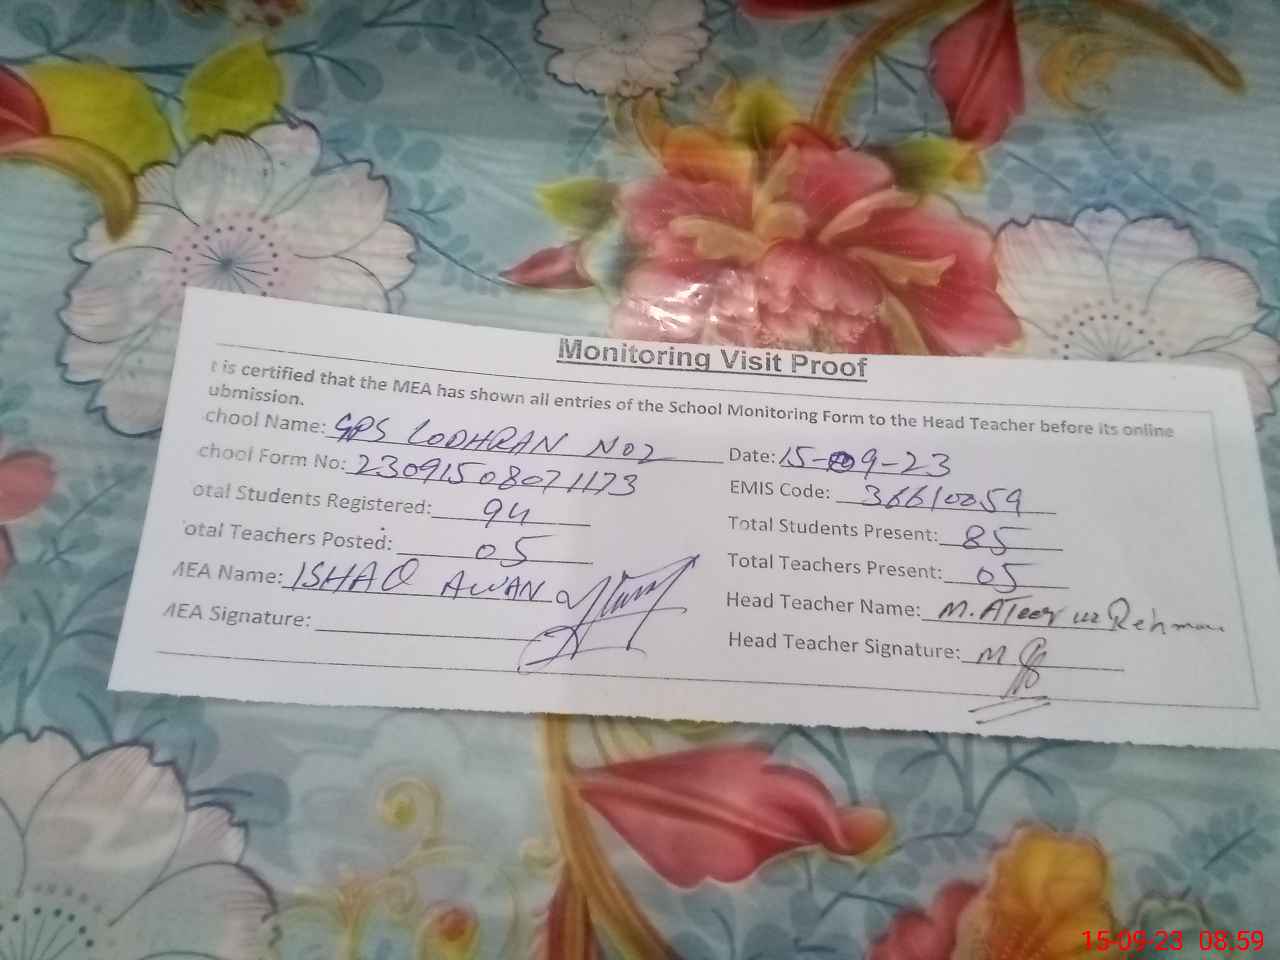 Monitoring Visit Proof
t is certified that the MEA has shown all entries of the School Monitoring Form to the Head Teacher before its online
ubmission.
chool Name: GPS LODHRAN NO2 Date: 15-09-23
chool Form No: 23091508071173 EMIS Code: 36610059
otal Students Registered: 94 Total Students Present: 85
otal Teachers Posted: 05 Total Teachers Present: 05
MEA Name: ISHAQ AWAN Head Teacher Name: M. Ateeq uz Rehman
MEA Signature: Head Teacher Signature: M
15-09-23 08:59